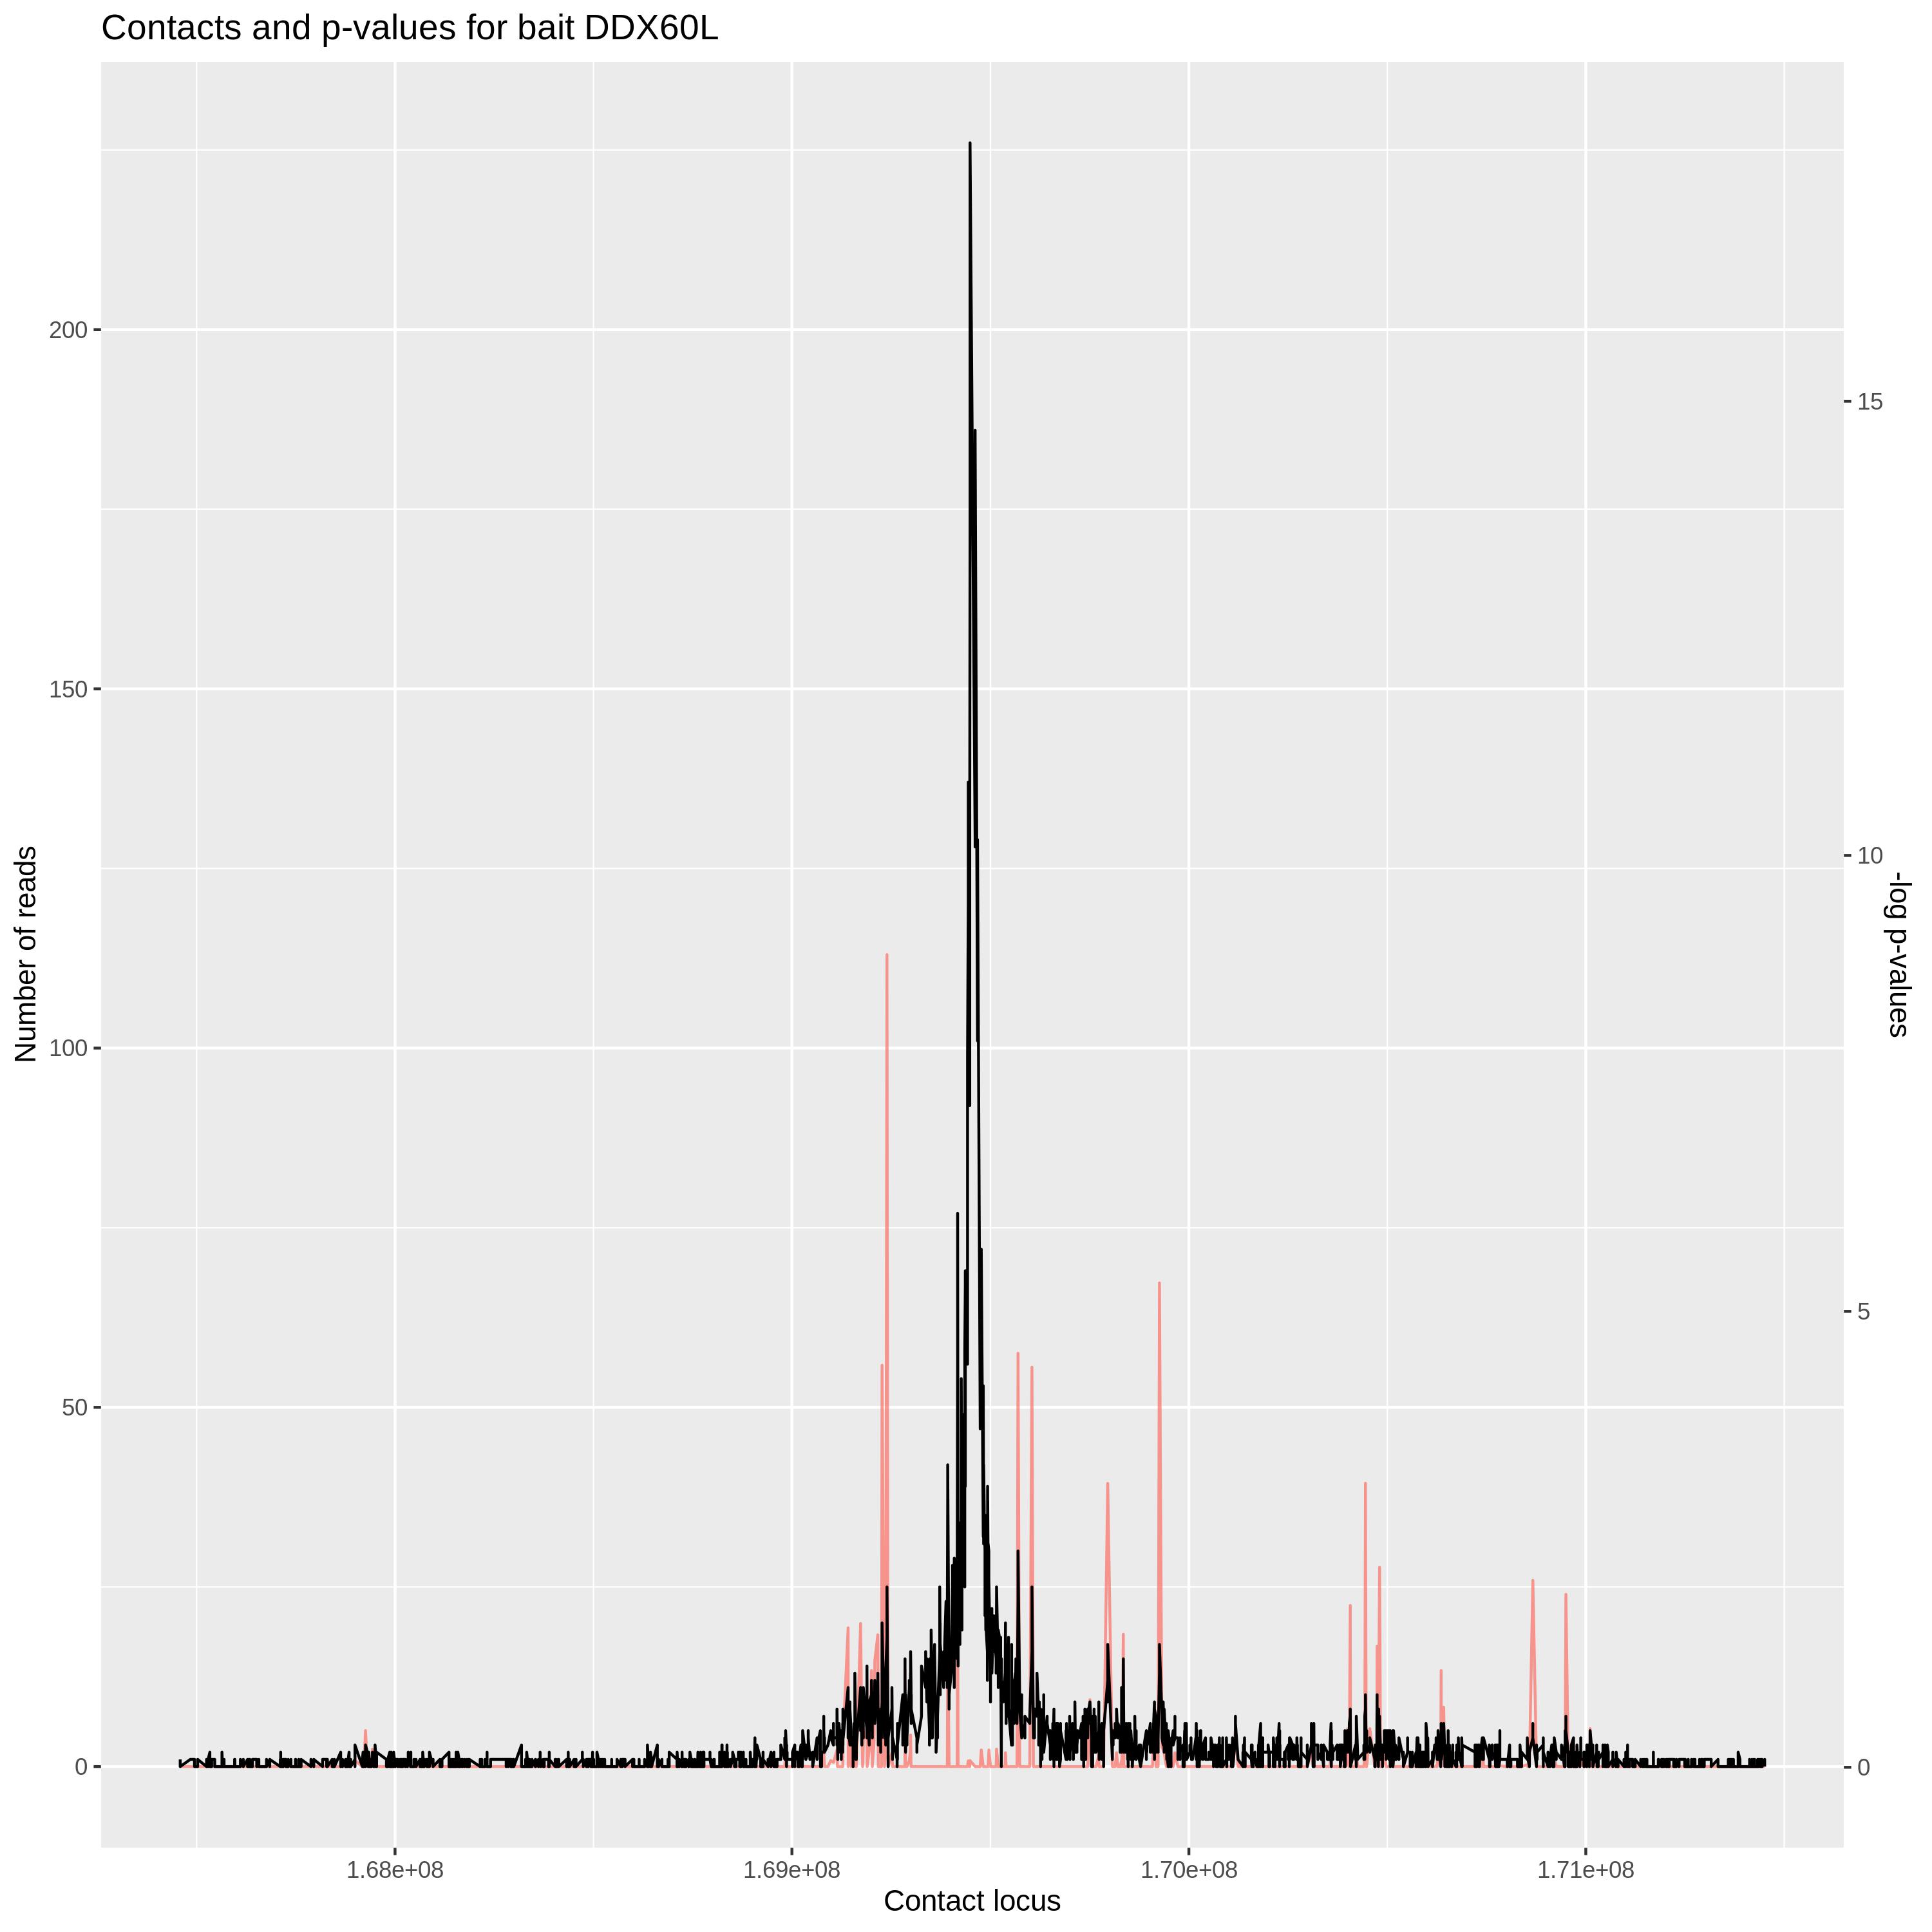 Contacts and p-values for bait DDX60L
Number of reads
200
150
100
50
0
15
10
5
0
-log p-values
1.68e+08
1.69e+08
1.70e+08
1.71e+08
Contact locus